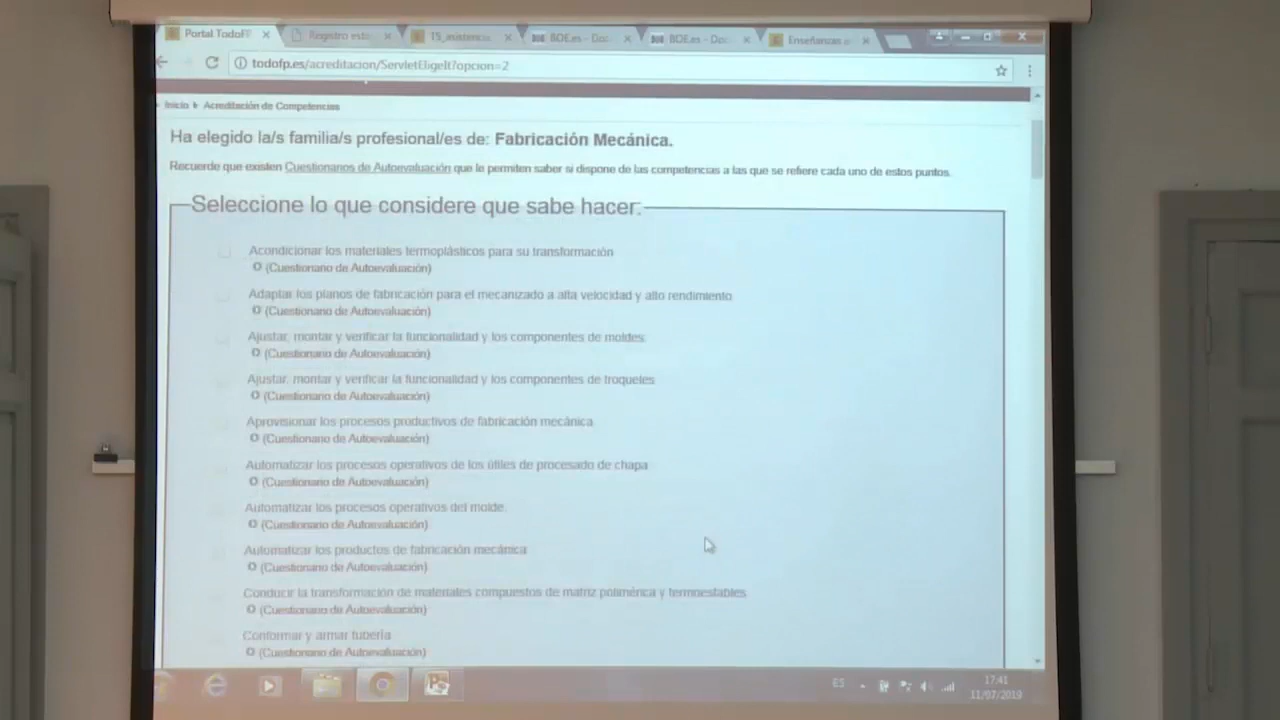 Portal TodoFP
Registro esta
15_asistencia
BOE.es - Doc
BOE.es - Doc
Enseñanzas
todofp.es/acreditacion/ServletEligeIt?opcion=2
Inicio Acreditación de Competencias
Ha elegido la/s familia/s profesional/es de: Fabricación Mecánica.
Recuerde que existen Cuestionarios de Autoevaluación que le permiten saber si dispone de las competencias a las que se refiere cada uno de estos puntos.
Seleccione lo que considere que sabe hacer:
Acondicionar los materiales termoplásticos para su transformación
(Cuestionario de Autoevaluación)
Adaptar los planos de fabricación para el mecanizado a alta velocidad y alto rendimiento
(Cuestionario de Autoevaluación)
Ajustar, montar y verificar la funcionalidad y los componentes de moldes.
(Cuestionario de Autoevaluación)
Ajustar, montar y verificar la funcionalidad y los componentes de troqueles
(Cuestionario de Autoevaluación)
Aprovisionar los procesos productivos de fabricación mecánica
(Cuestionario de Autoevaluación)
Automatizar los procesos operativos de los útiles de procesado de chapa
(Cuestionario de Autoevaluación)
Automatizar los procesos operativos del molde.
(Cuestionario de Autoevaluación)
Automatizar los productos de fabricación mecánica
(Cuestionario de Autoevaluación)
Conducir la transformación de materiales compuestos de matriz polimérica y termoestables
(Cuestionario de Autoevaluación)
Conformar y armar tubería
(Cuestionario de Autoevaluación)
ES
17:41
11/07/2019